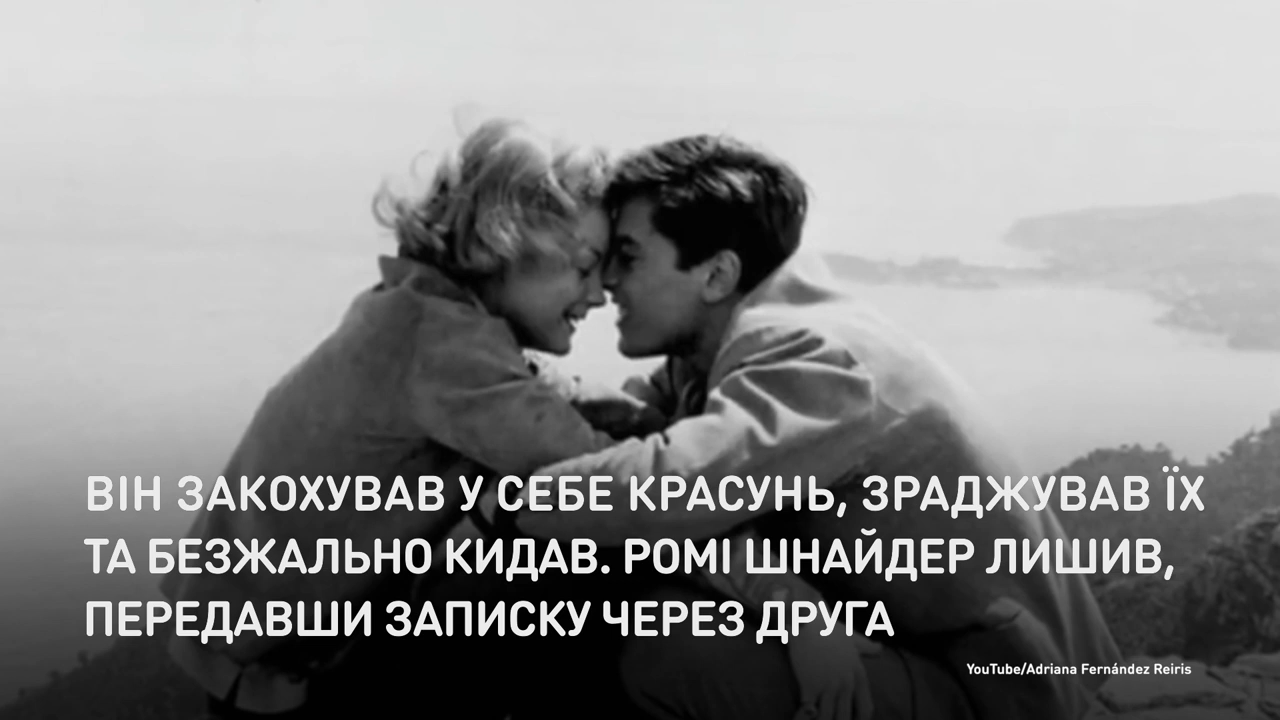 ВІН ЗАКОХУВАВ У СЕБЕ КРАСУНЬ, ЗРАДЖУВАВ ЇХ
ТА БЕЗЖАЛЬНО КИДАВ. РОМІ ШНАЙДЕР ЛИШИВ,
ПЕРЕДАВШИ ЗАПИСКУ ЧЕРЕЗ ДРУГА
YouTube/Adriana Fernández Reiris